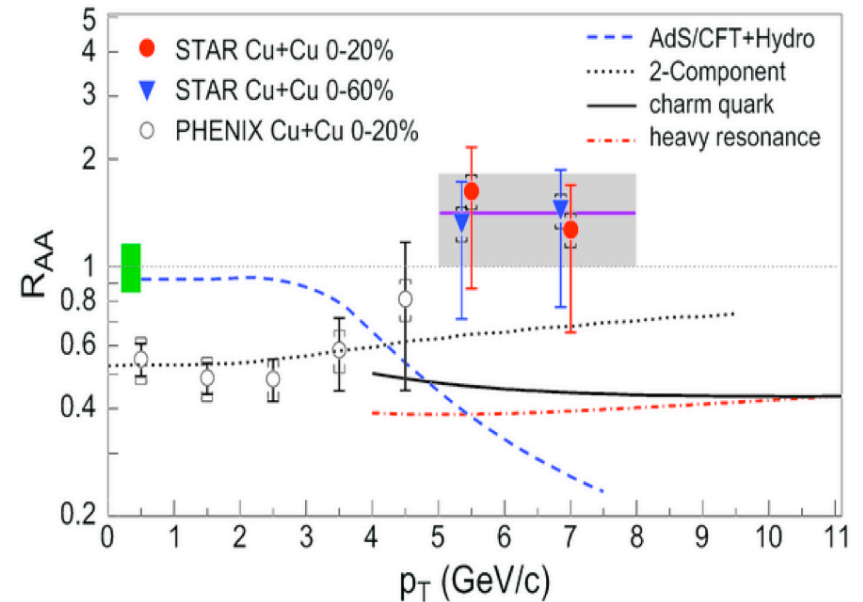 STAR Cu+Cu 0-20%
STAR Cu+Cu 0-60%
PHENIX Cu+Cu 0-20%
AdS/CFT+Hydro
2-Component
charm quark
heavy resonance
R_AA
5
4
3
2
1
0.8
0.6
0.4
0.2
0 1 2 3 4 5 6 7 8 9 10 11
p_T (GeV/c)